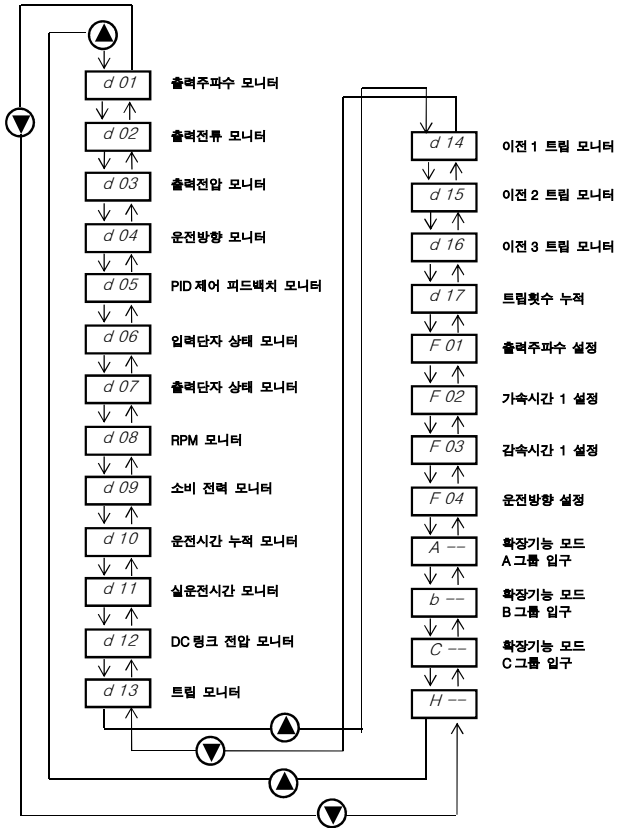 d 01 출력주파수 모니터
d 02 출력전류 모니터
d 03 출력전압 모니터
d 04 운전방향 모니터
d 05 PID 제어 피드백치 모니터
d 06 입력단자 상태 모니터
d 07 출력단자 상태 모니터
d 08 RPM 모니터
d 09 소비 전력 모니터
d 10 운전시간 누적 모니터
d 11 실운전시간 모니터
d 12 DC 링크 전압 모니터
d 13 트립 모니터
d 14 이전 1 트립 모니터
d 15 이전 2 트립 모니터
d 16 이전 3 트립 모니터
d 17 트립횟수 누적
F 01 출력주파수 설정
F 02 가속시간 1 설정
F 03 감속시간 1 설정
F 04 운전방향 설정
A -- 확장기능 모드
A 그룹 입구
b -- 확장기능 모드
B 그룹 입구
C -- 확장기능 모드
C 그룹 입구
H --